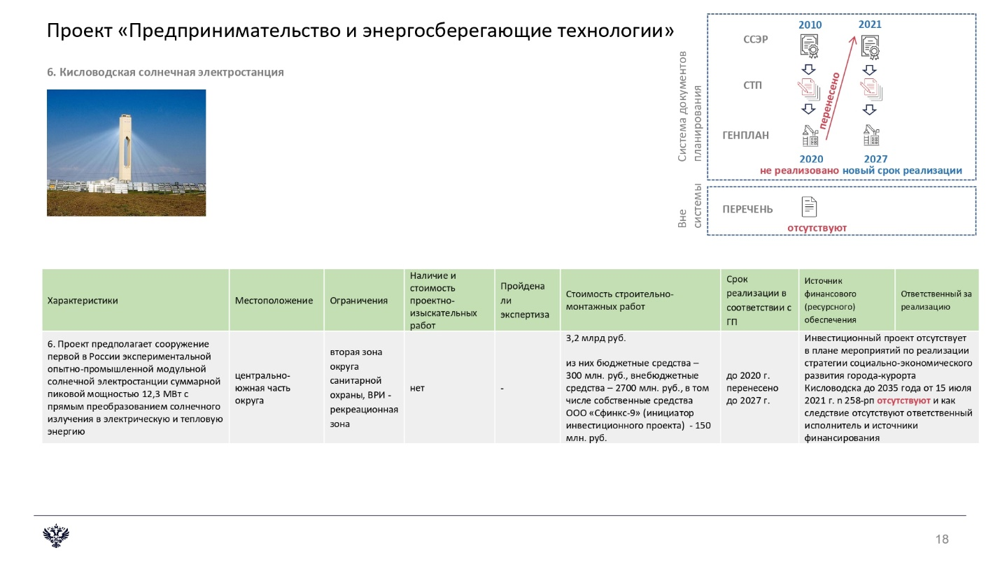 Проект «Предпринимательство и энергосберегающие технологии»
6. Кисловодская солнечная электростанция
Система документов
планирования
2010
2021
ССЭР
СТП
перенесено
ГЕНПЛАН
2020
2027
не реализовано новый срок реализации
Вне
системы
ПЕРЕЧЕНЬ
отсутствуют
Характеристики
Местоположение
Ограничения
Наличие и
стоимость
проектно-
изыскательных
работ
Пройдена
ли
экспертиза
Стоимость строительно-
монтажных работ
Срок
реализации в
соответствии с
ГП
Источник
финансового
(ресурсного)
обеспечения
Ответственный за
реализацию
6. Проект предполагает сооружение
первой в России экспериментальной
опытно-промышленной модульной
солнечной электростанции суммарной
пиковой мощностью 12,3 МВт с
прямым преобразованием солнечного
излучения в электрическую и тепловую
энергию
центрально-
южная часть
округа
вторая зона
округа
санитарной
охраны, ВРИ -
рекреационная
зона
нет
-
3,2 млрд руб.
из них бюджетные средства –
300 млн. руб., внебюджетные
средства – 2700 млн. руб., в том
числе собственные средства
ООО «Сфинкс-9» (инициатор
инвестиционного проекта) - 150
млн. руб.
до 2020 г.
перенесено
до 2027 г.
Инвестиционный проект отсутствует
в плане мероприятий по реализации
стратегии социально-экономического
развития города-курорта
Кисловодска до 2035 года от 15 июля
2021 г. n 258-рп отсутствуют и как
следствие отсутствуют ответственный
исполнитель и источники
финансирования
18